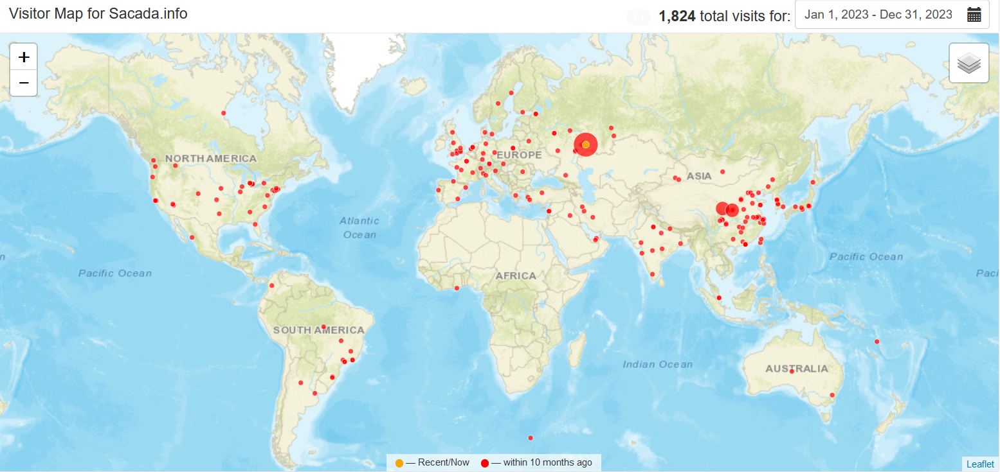 Visitor Map for Sacada.info
1,824 total visits for:
Jan 1, 2023 - Dec 31, 2023
+
−
NORTH AMERICA
EUROPE
ASIA
Atlantic
Ocean
n
Pacific Ocean
Pacific Ocean
Paci
AFRICA
SOUTH AMERICA
Indian Ocean
AUSTRALIA
— Recent/Now
— within 10 months ago
Leaflet